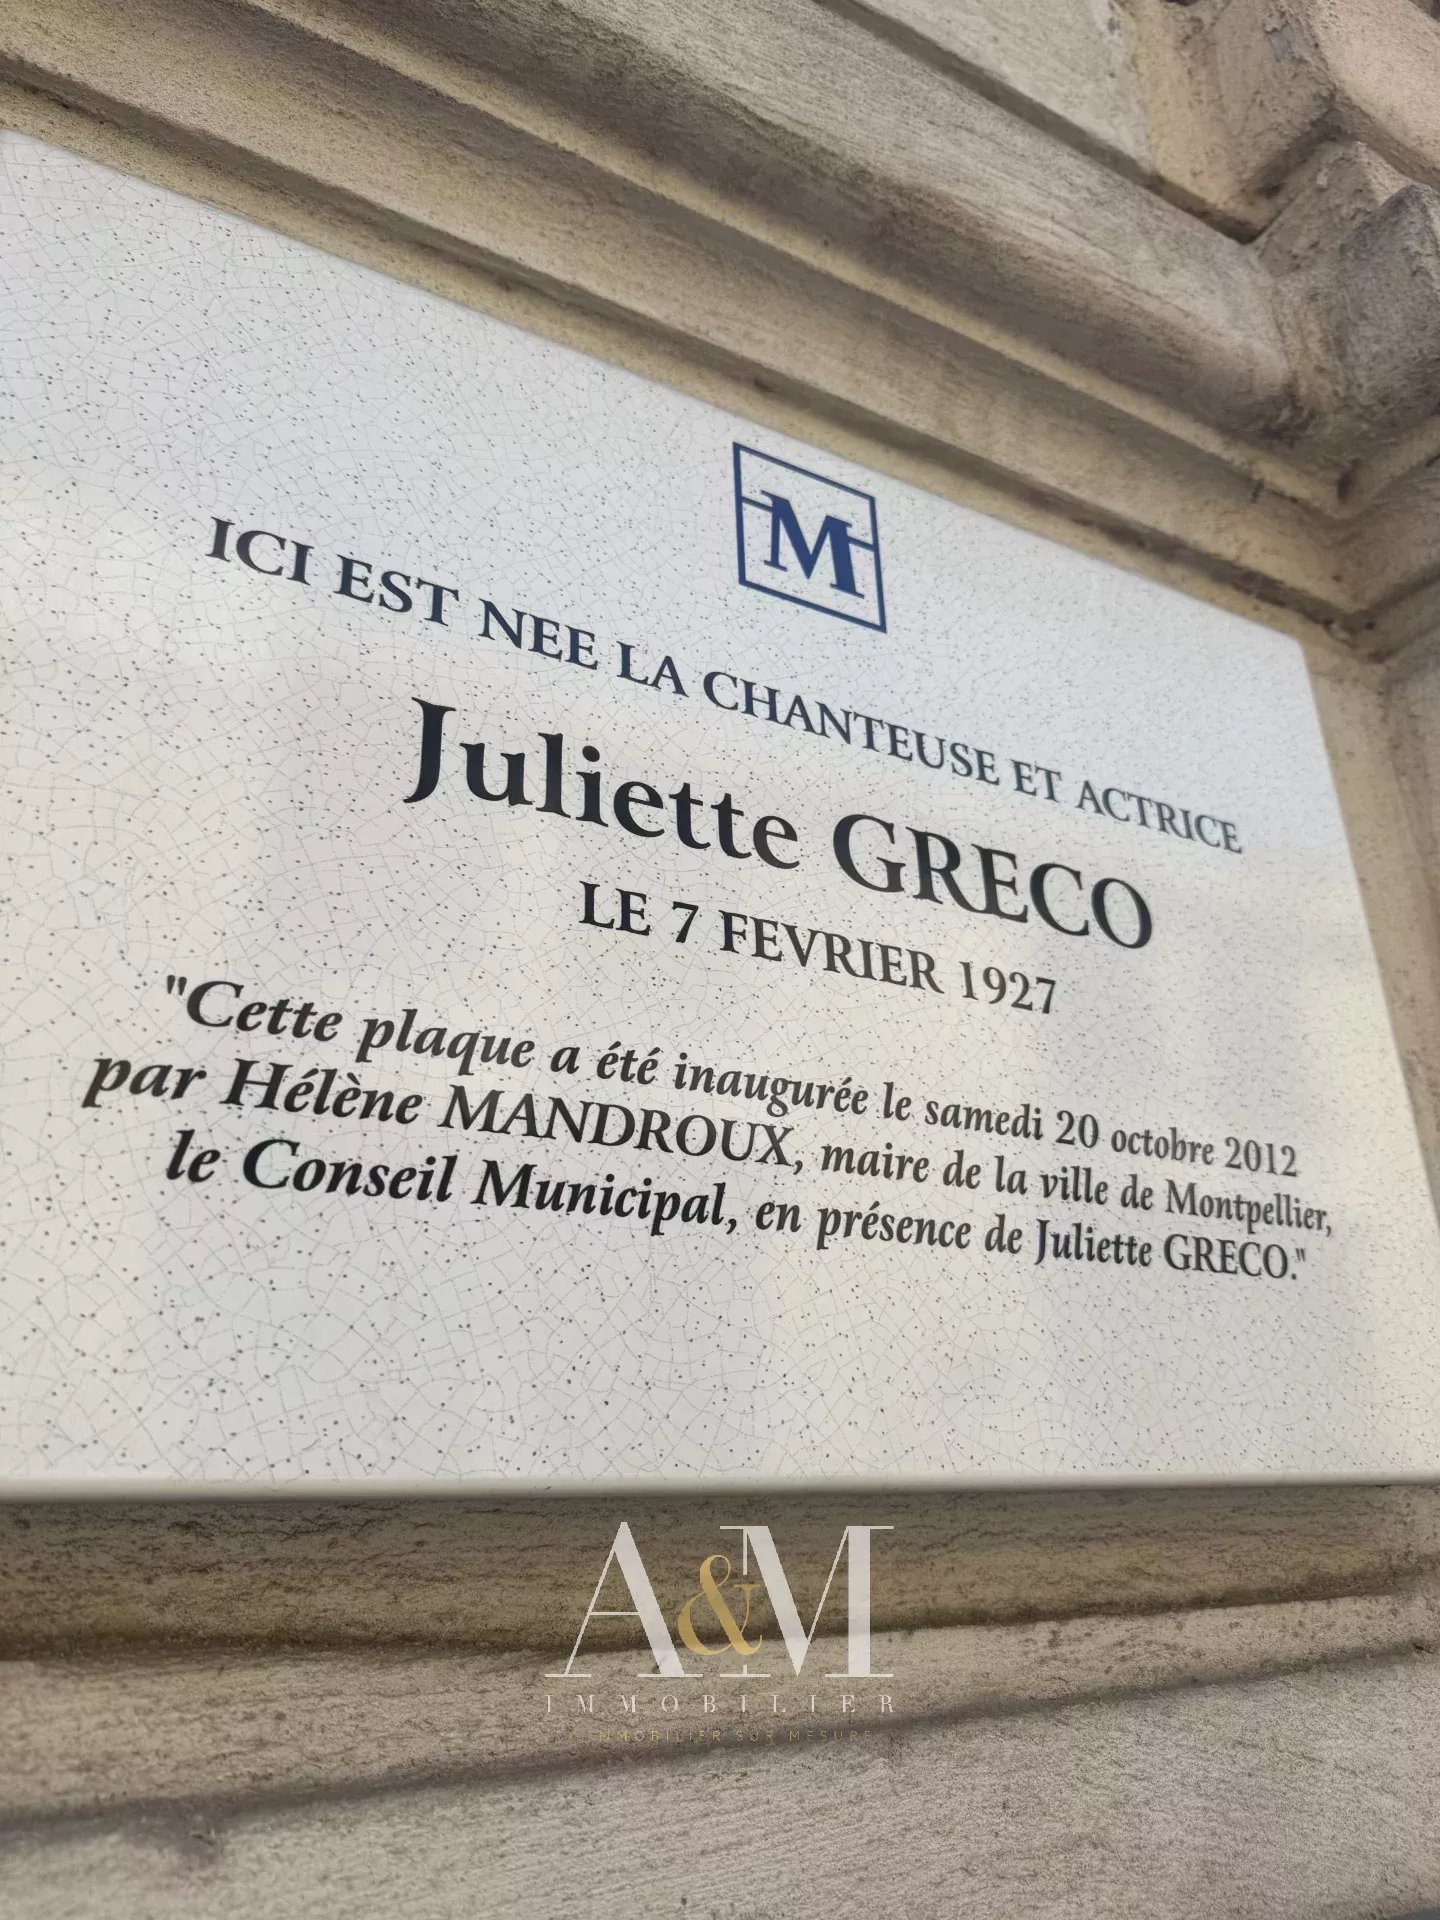 M
ICI EST NEE LA CHANTEUSE ET ACTRICE
Juliette GRECO
LE 7 FEVRIER 1927
"Cette plaque a été inaugurée le samedi 20 octobre 2012
par Hélène MANDROUX, maire de la ville de Montpellier,
le Conseil Municipal, en présence de Juliette GRECO."
A&M
IMMOBILIER
IMMOBILIER SUR MESURE